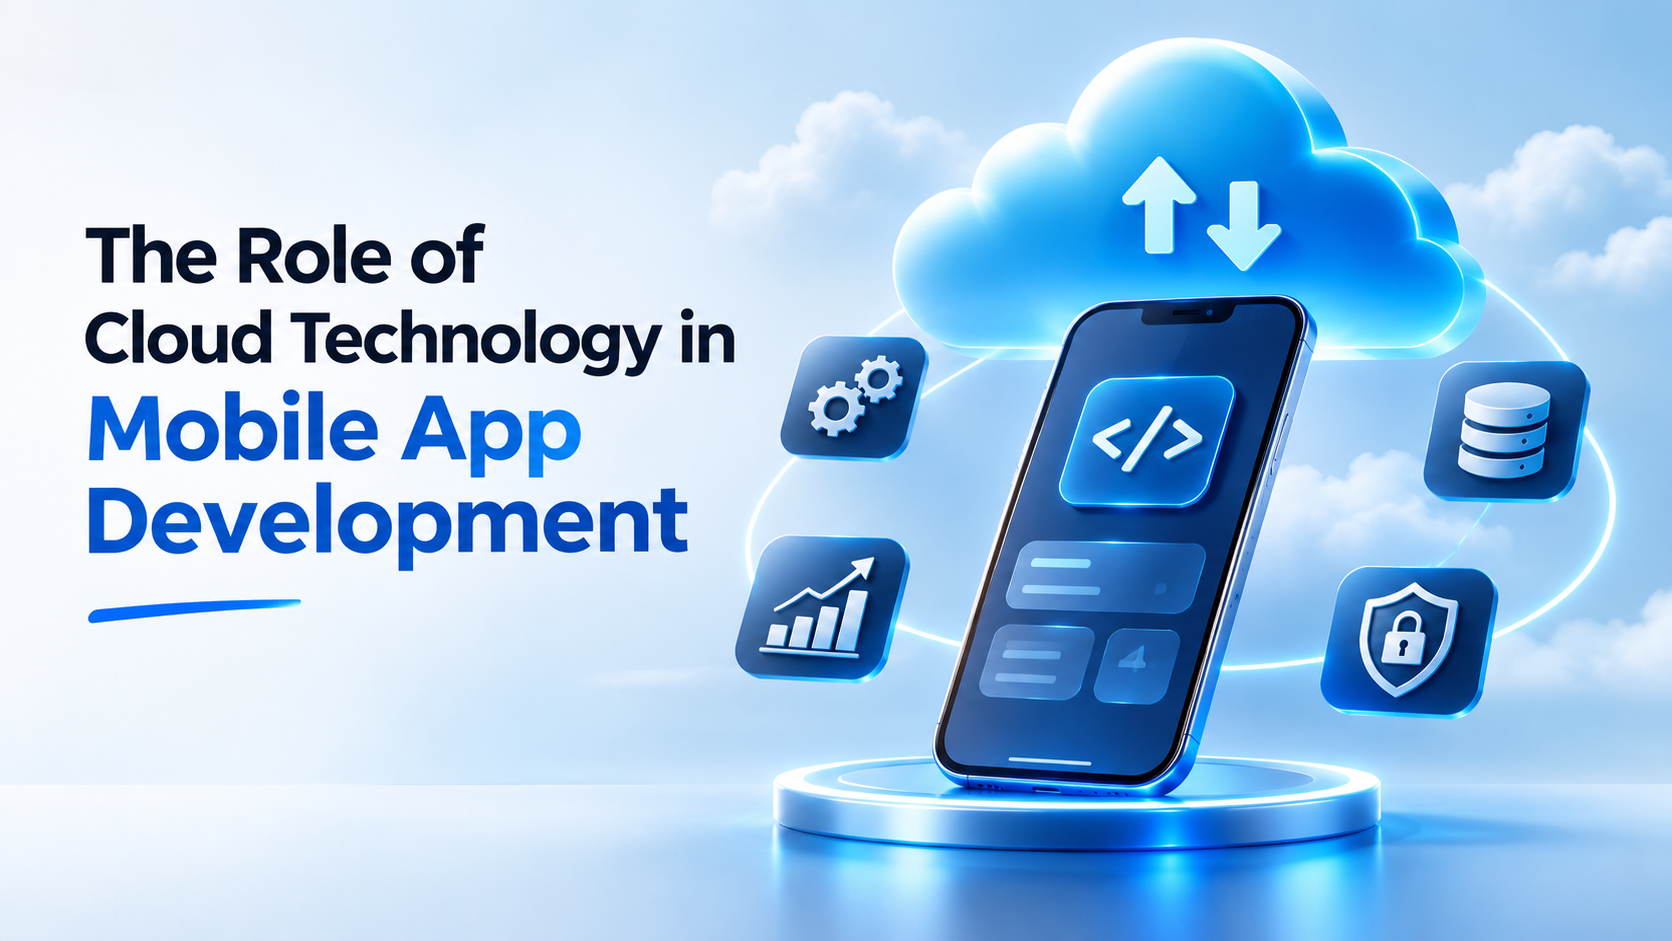 The Role of
Cloud Technology in
Mobile App
Development
</>